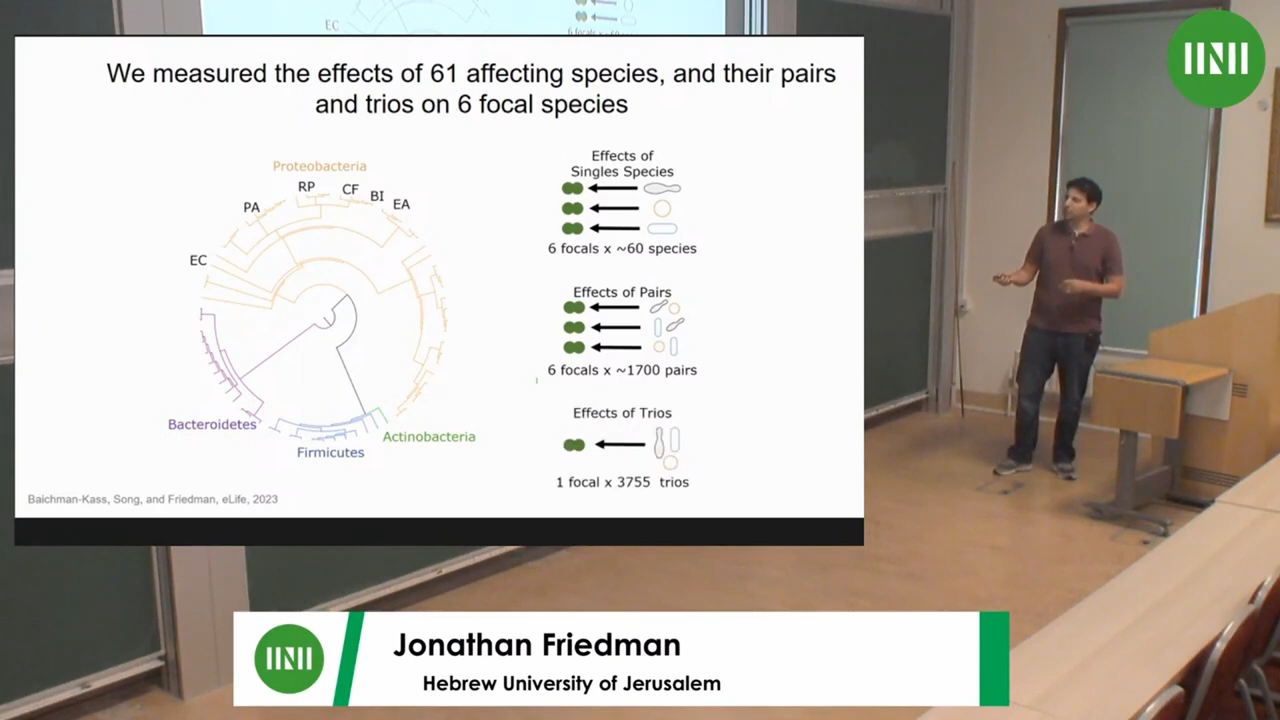 EC
We measured the effects of 61 affecting species, and their pairs
and trios on 6 focal species
Proteobacteria
RP
CF
BI
EA
PA
EC
Bacteroidetes
Firmicutes
Actinobacteria
Effects of
Singles Species
6 focals x ~60 species
Effects of Pairs
6 focals x ~1700 pairs
Effects of Trios
1 focal x 3755 trios
Baichman-Kass, Song, and Friedman, eLife, 2023
Jonathan Friedman
Hebrew University of Jerusalem